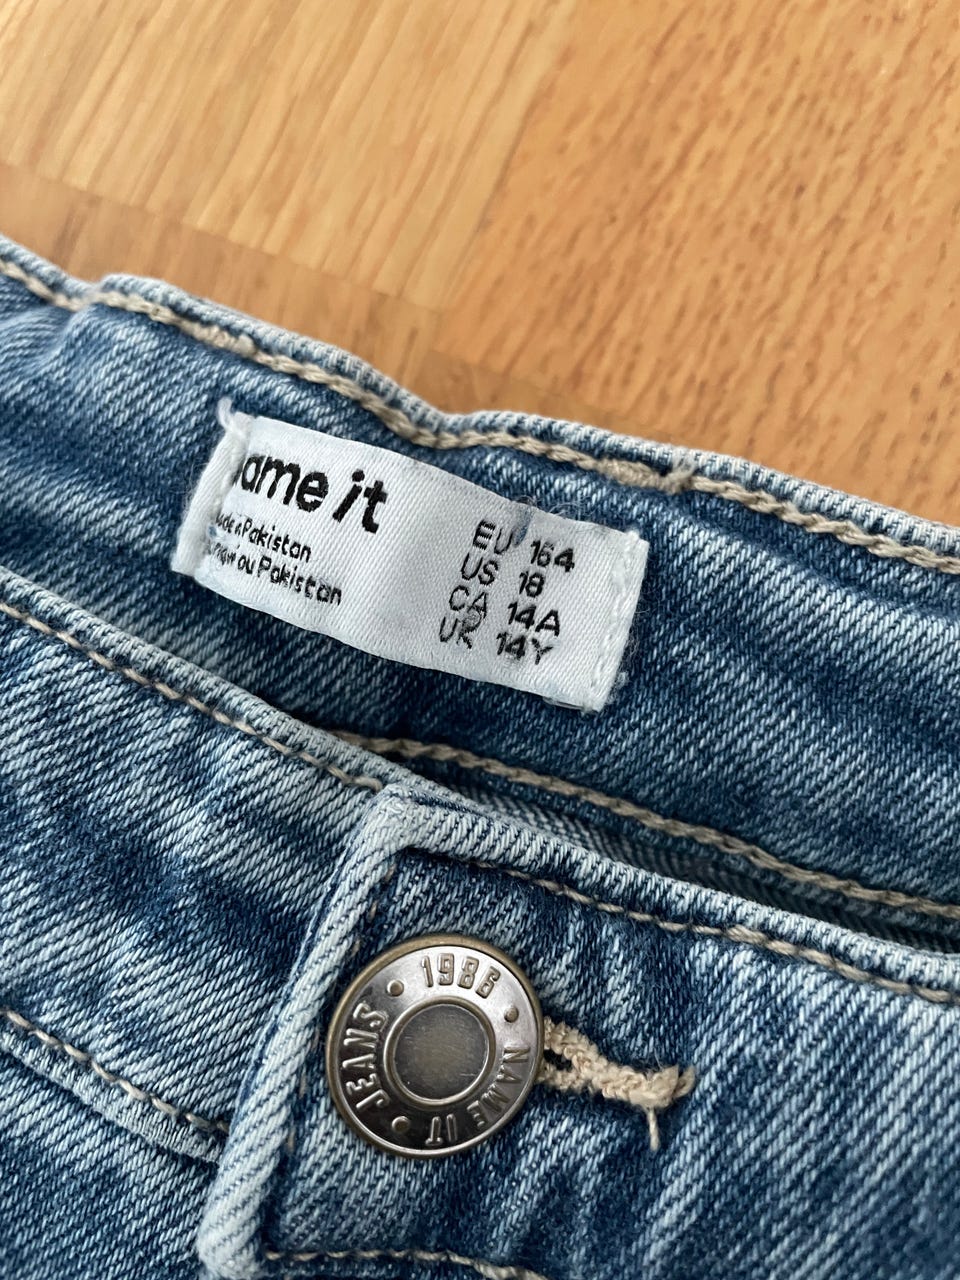 ame it
Pakistan
ou Pakistan
EU 164
US 18
CA 14A
UK 14Y
1986 • NAME IT • JEANS •